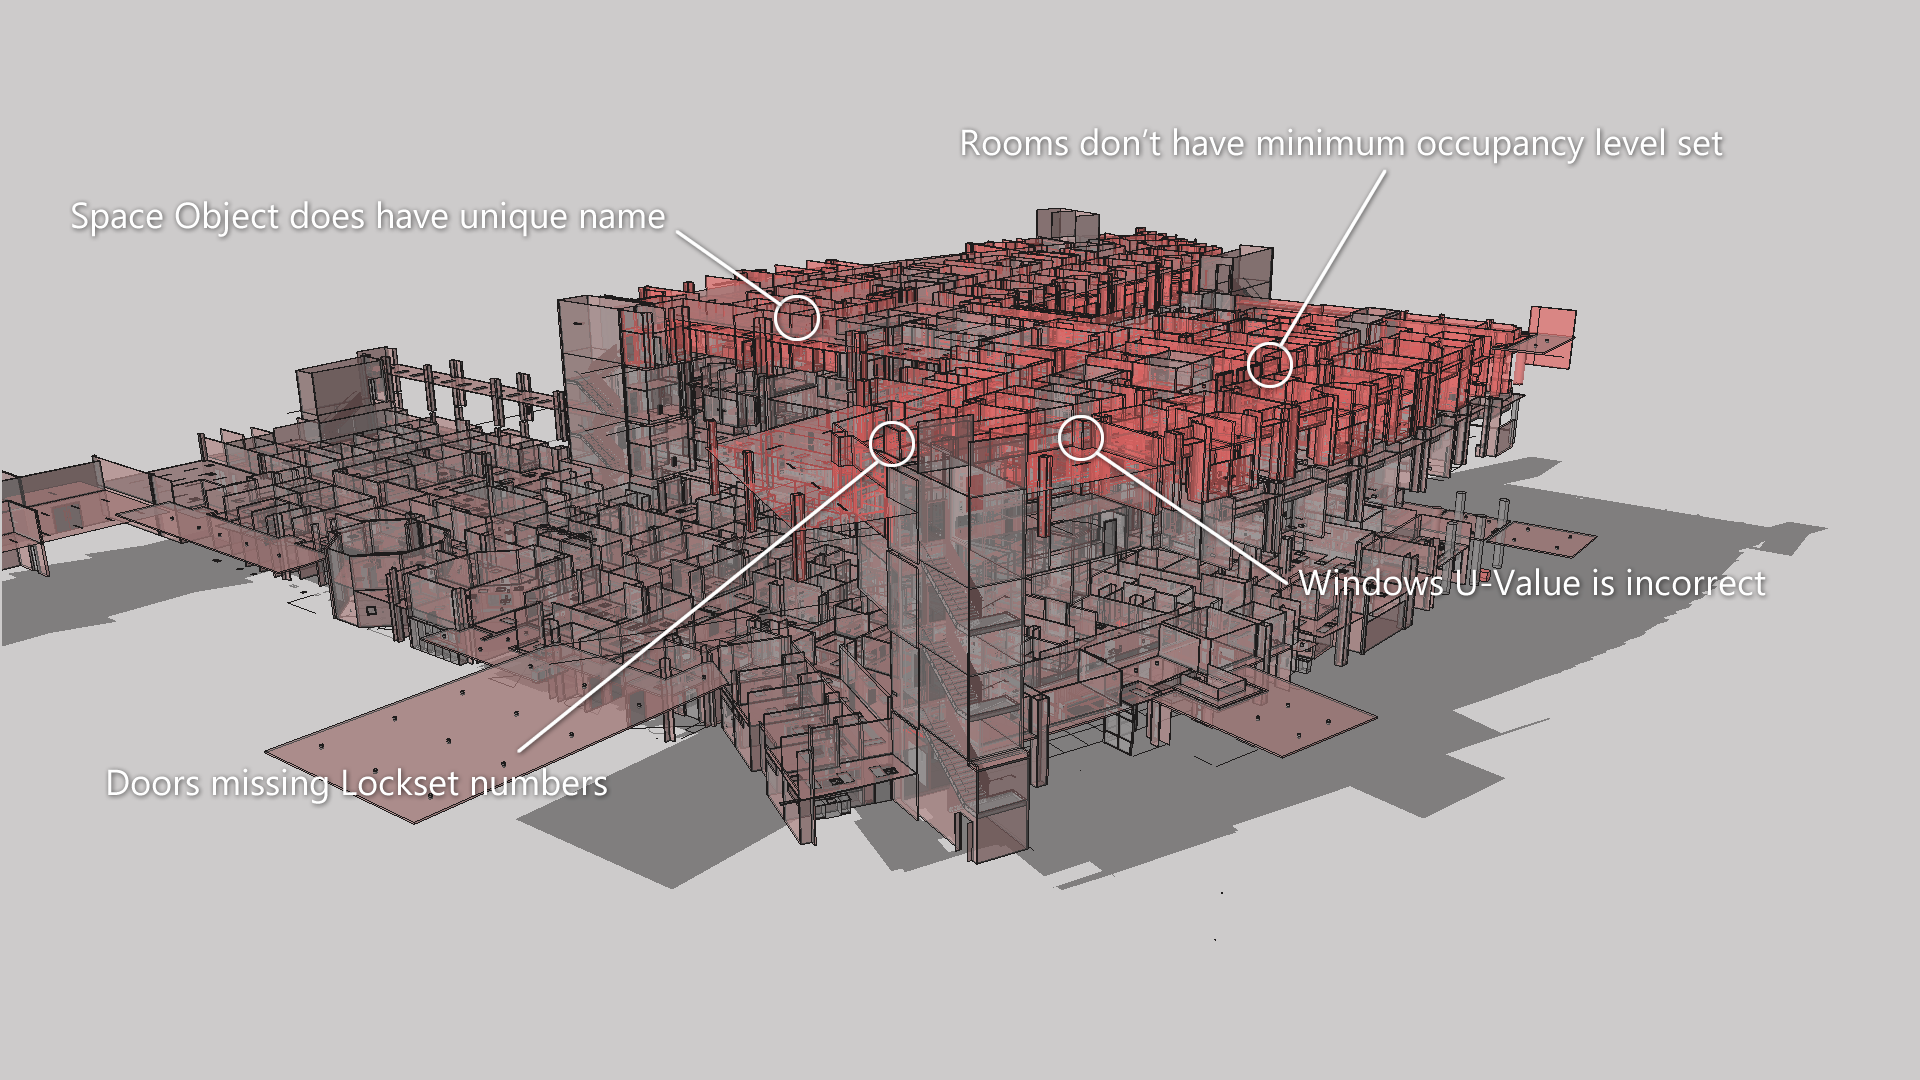 Rooms don't have minimum occupancy level set
Space Object does have unique name
Windows U-Value is incorrect
Doors missing Lockset numbers